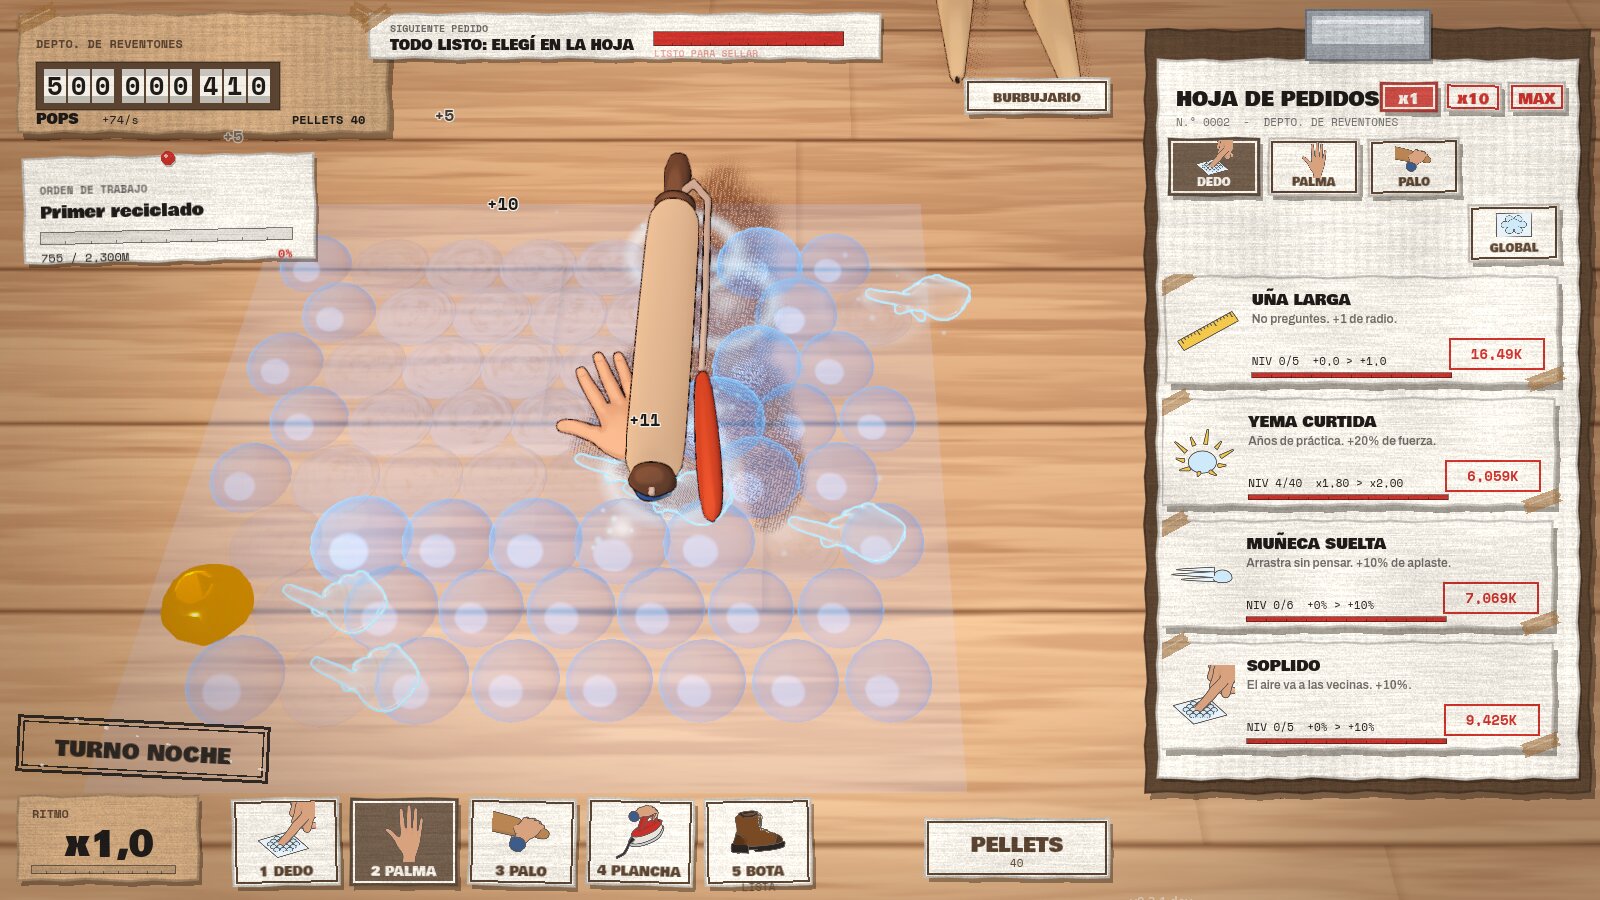 DEPTO. DE REVENTONES
500 000 410
POPS +74/s PELLETS 40
SIGUIENTE PEDIDO
TODO LISTO: ELEGÍ EN LA HOJA
LISTO PARA SELLAR
BURBUJARIO
+5
+5
+10
+11
ORDEN DE TRABAJO
Primer reciclado
755 / 2,300M 0%
HOJA DE PEDIDOS
x1 x10 MAX
N.° 0002 - DEPTO. DE REVENTONES
DEDO PALMA PALO
GLOBAL
UÑA LARGA
No preguntes. +1 de radio.
NIV 0/5 +0,0 > +1,0
16,49K
YEMA CURTIDA
Años de práctica. +20% de fuerza.
NIV 4/40 x1,80 > x2,00
6,059K
MUÑECA SUELTA
Arrastra sin pensar. +10% de aplaste.
NIV 0/6 +0% > +10%
7,069K
SOPLIDO
El aire va a las vecinas. +10%.
NIV 0/5 +0% > +10%
9,425K
TURNO NOCHE
RITMO
x1,0
1 DEDO
2 PALMA
3 PALO
4 PLANCHA
5 BOTA
LISTA
PELLETS
40